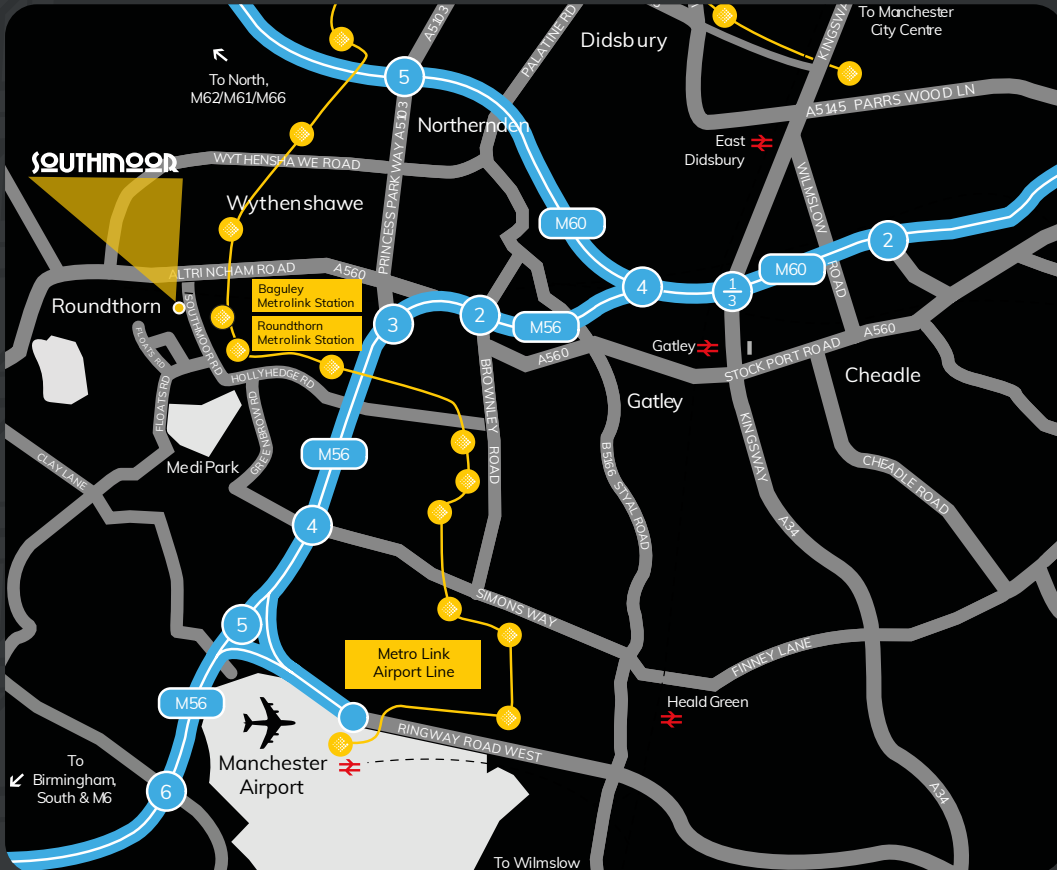 To Manchester
City Centre
A5103
PALATINE RD
Didsbury
KINGSWAY
5
To North,
M62/M61/M66
A5145 PARRS WOOD LN
PRINCESS PARKWAY A5103
Northernden
East
Didsbury
SOUTHMOOR
WYTHENSHAWE ROAD
WILMSLOW ROAD
Wythenshawe
M60
2
ALTRINCHAM ROAD
A560
M60
4
1
3
Baguley
Metrolink Station
Roundthorn
SOUTHMOOR RD
Roundthorn
Metrolink Station
3
2
M56
A560
FLOATS RD
Gatley
A560
STOCKPORT ROAD
HOLLYHEDGE RD
Cheadle
FLOATS RD
GREENBROW RD
BROWNLEY ROAD
Gatley
KINGSWAY
M56
MediPark
CLAY LANE
B5166 STYAL ROAD
CHEADLE ROAD
4
A34
SIMONS WAY
5
Metro Link
Airport Line
FINNEY LANE
M56
Heald Green
RINGWAY ROAD WEST
To
Birmingham,
South & M6
Manchester
Airport
6
A34
To Wilmslow